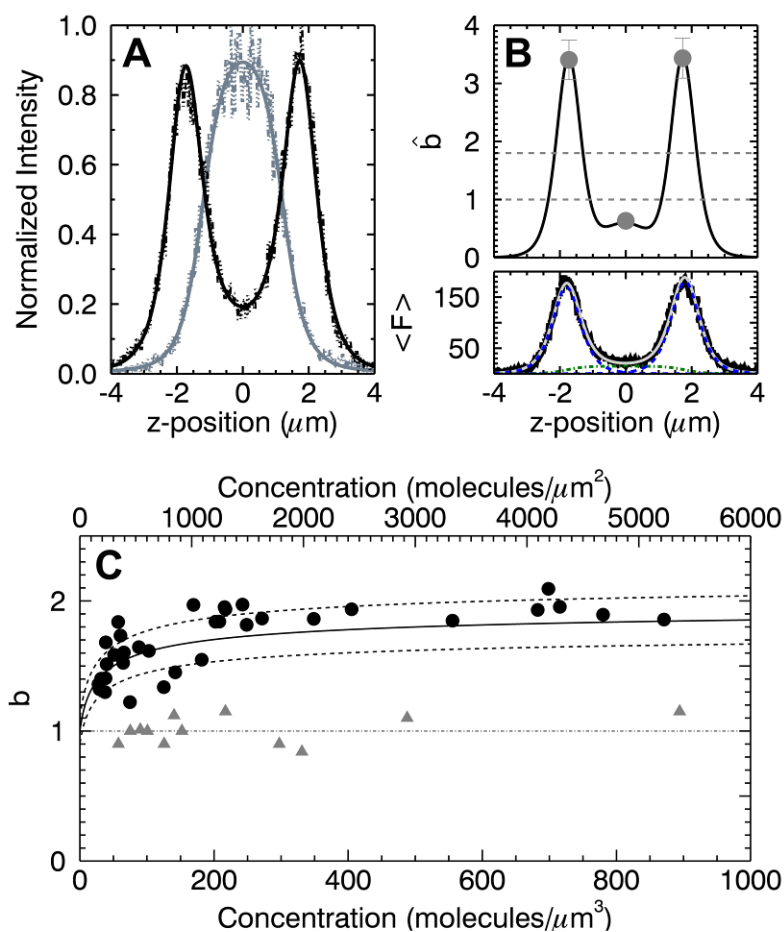 A
1.0
0.8
0.6
0.4
0.2
0.0
Normalized Intensity
-4 -2 0 2 4
z-position (μm)
B
4
3
2
1
0
b̂
150
50
<F>
-4 -2 0 2 4
z-position (μm)
Concentration (molecules/μm²)
0 1000 2000 3000 4000 5000 6000
C
2
1
0
b
0 200 400 600 800 1000
Concentration (molecules/μm³)